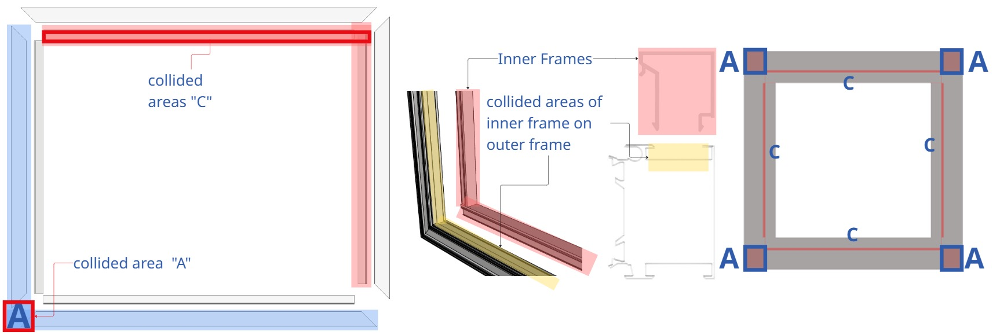 collided
areas "C"
collided area "A"
A
Inner Frames
collided areas of
inner frame on
outer frame
A
A
C
C
C
C
A
A